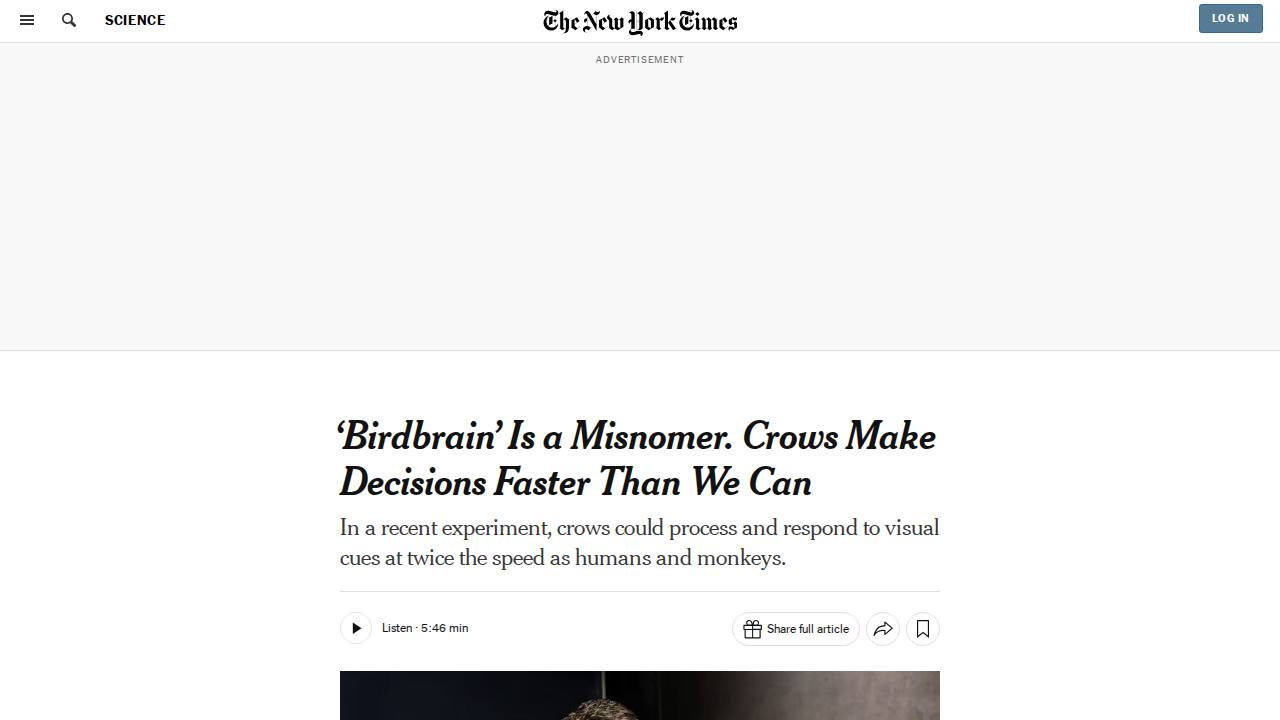 SCIENCE
The New York Times
LOG IN
ADVERTISEMENT
‘Birdbrain’ Is a Misnomer. Crows Make
Decisions Faster Than We Can
In a recent experiment, crows could process and respond to visual
cues at twice the speed as humans and monkeys.
Listen · 5:46 min
Share full article